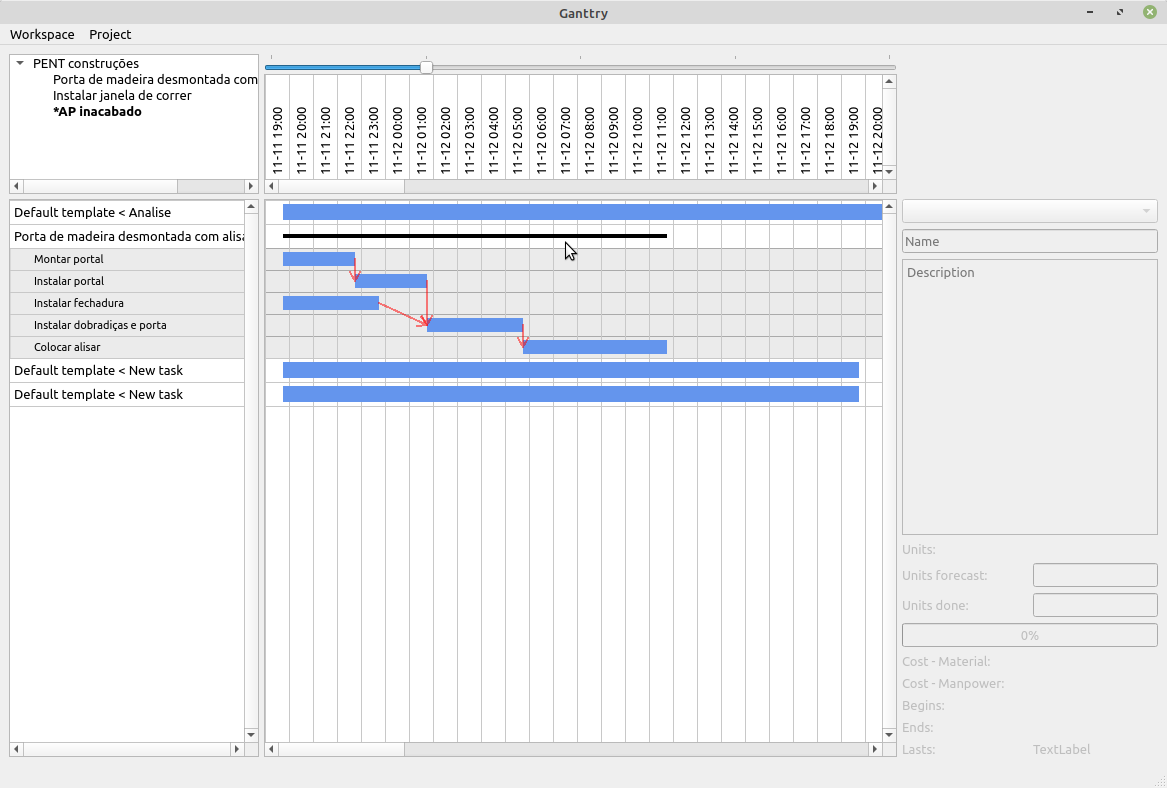 Ganttry
Workspace Project
PENT construções
Porta de madeira desmontada com
Instalar janela de correr
*AP inacabado
11-11 19:00
11-11 20:00
11-11 21:00
11-11 22:00
11-11 23:00
11-12 00:00
11-12 01:00
11-12 02:00
11-12 03:00
11-12 04:00
11-12 05:00
11-12 06:00
11-12 07:00
11-12 08:00
11-12 09:00
11-12 10:00
11-12 11:00
11-12 12:00
11-12 13:00
11-12 14:00
11-12 15:00
11-12 16:00
11-12 17:00
11-12 18:00
11-12 19:00
11-12 20:00
Default template < Analise
Porta de madeira desmontada com alisa
Montar portal
Instalar portal
Instalar fechadura
Instalar dobradiças e porta
Colocar alisar
Default template < New task
Default template < New task
Name
Description
Units:
Units forecast:
Units done:
0%
Cost - Material:
Cost - Manpower:
Begins:
Ends:
Lasts: TextLabel